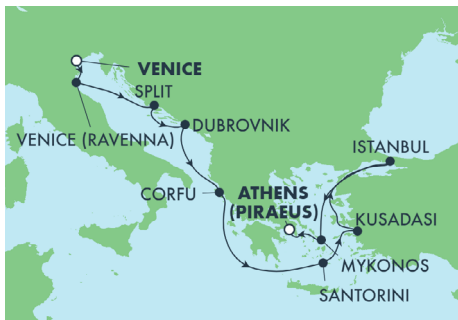 VENICE
SPLIT
VENICE (RAVENNA)
DUBROVNIK
ISTANBUL
CORFU
ATHENS
(PIRAEUS)
KUSADASI
MYKONOS
SANTORINI